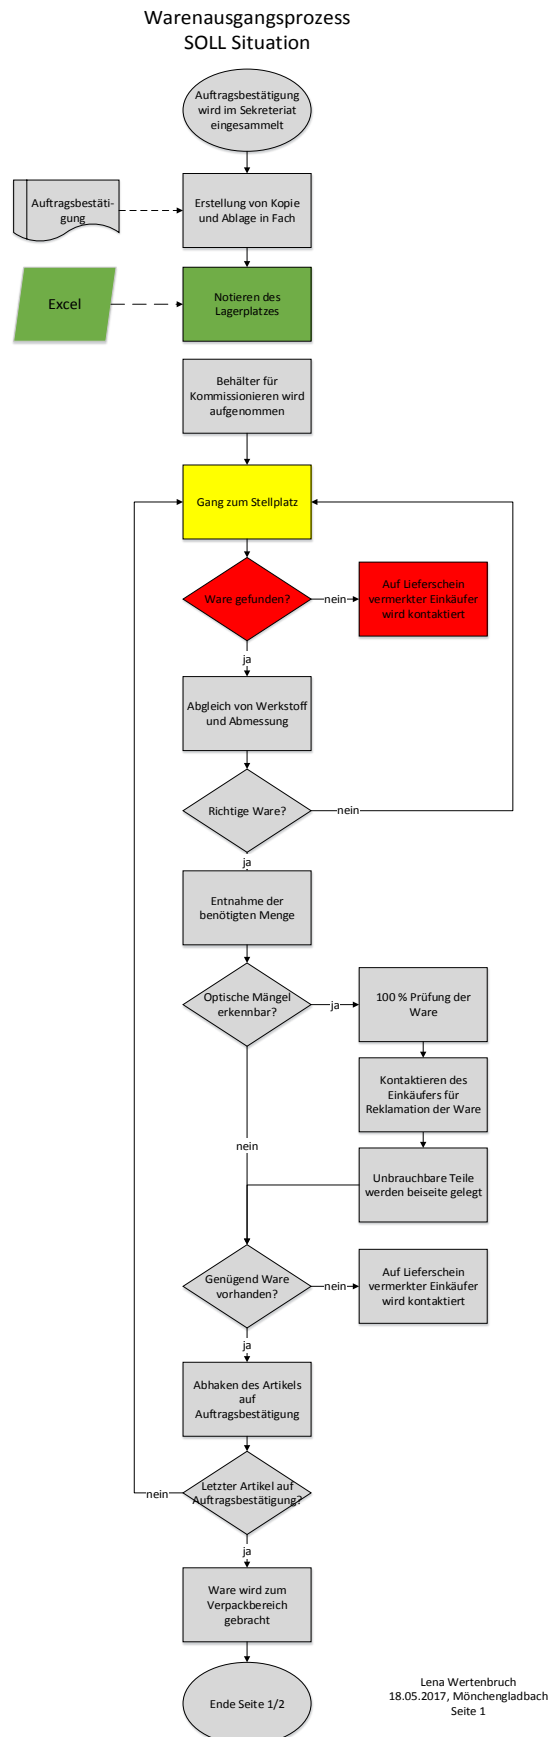 Warenausgangsprozess
SOLL Situation
Auftragsbestätigung
wird im Sekreteriat
eingesammelt
Auftragsbestäti-
gung
Erstellung von Kopie
und Ablage in Fach
Excel
Notieren des
Lagerplatzes
Behälter für
Kommissionieren wird
aufgenommen
Gang zum Stellplatz
Ware gefunden?
nein
Auf Lieferschein
vermerkter Einkäufer
wird kontaktiert
ja
Abgleich von Werkstoff
und Abmessung
Richtige Ware?
nein
ja
Entnahme der
benötigten Menge
Optische Mängel
erkennbar?
ja
100 % Prüfung der
Ware
Kontaktieren des
Einkäufers für
Reklamation der Ware
nein
Unbrauchbare Teile
werden beiseite gelegt
Genügend Ware
vorhanden?
nein
Auf Lieferschein
vermerkter Einkäufer
wird kontaktiert
ja
Abhaken des Artikels
auf
Auftragsbestätigung
Letzter Artikel auf
Auftragsbestätigung?
nein
ja
Ware wird zum
Verpackbereich
gebracht
Ende Seite 1/2
Lena Wertenbruch
18.05.2017, Mönchengladbach
Seite 1